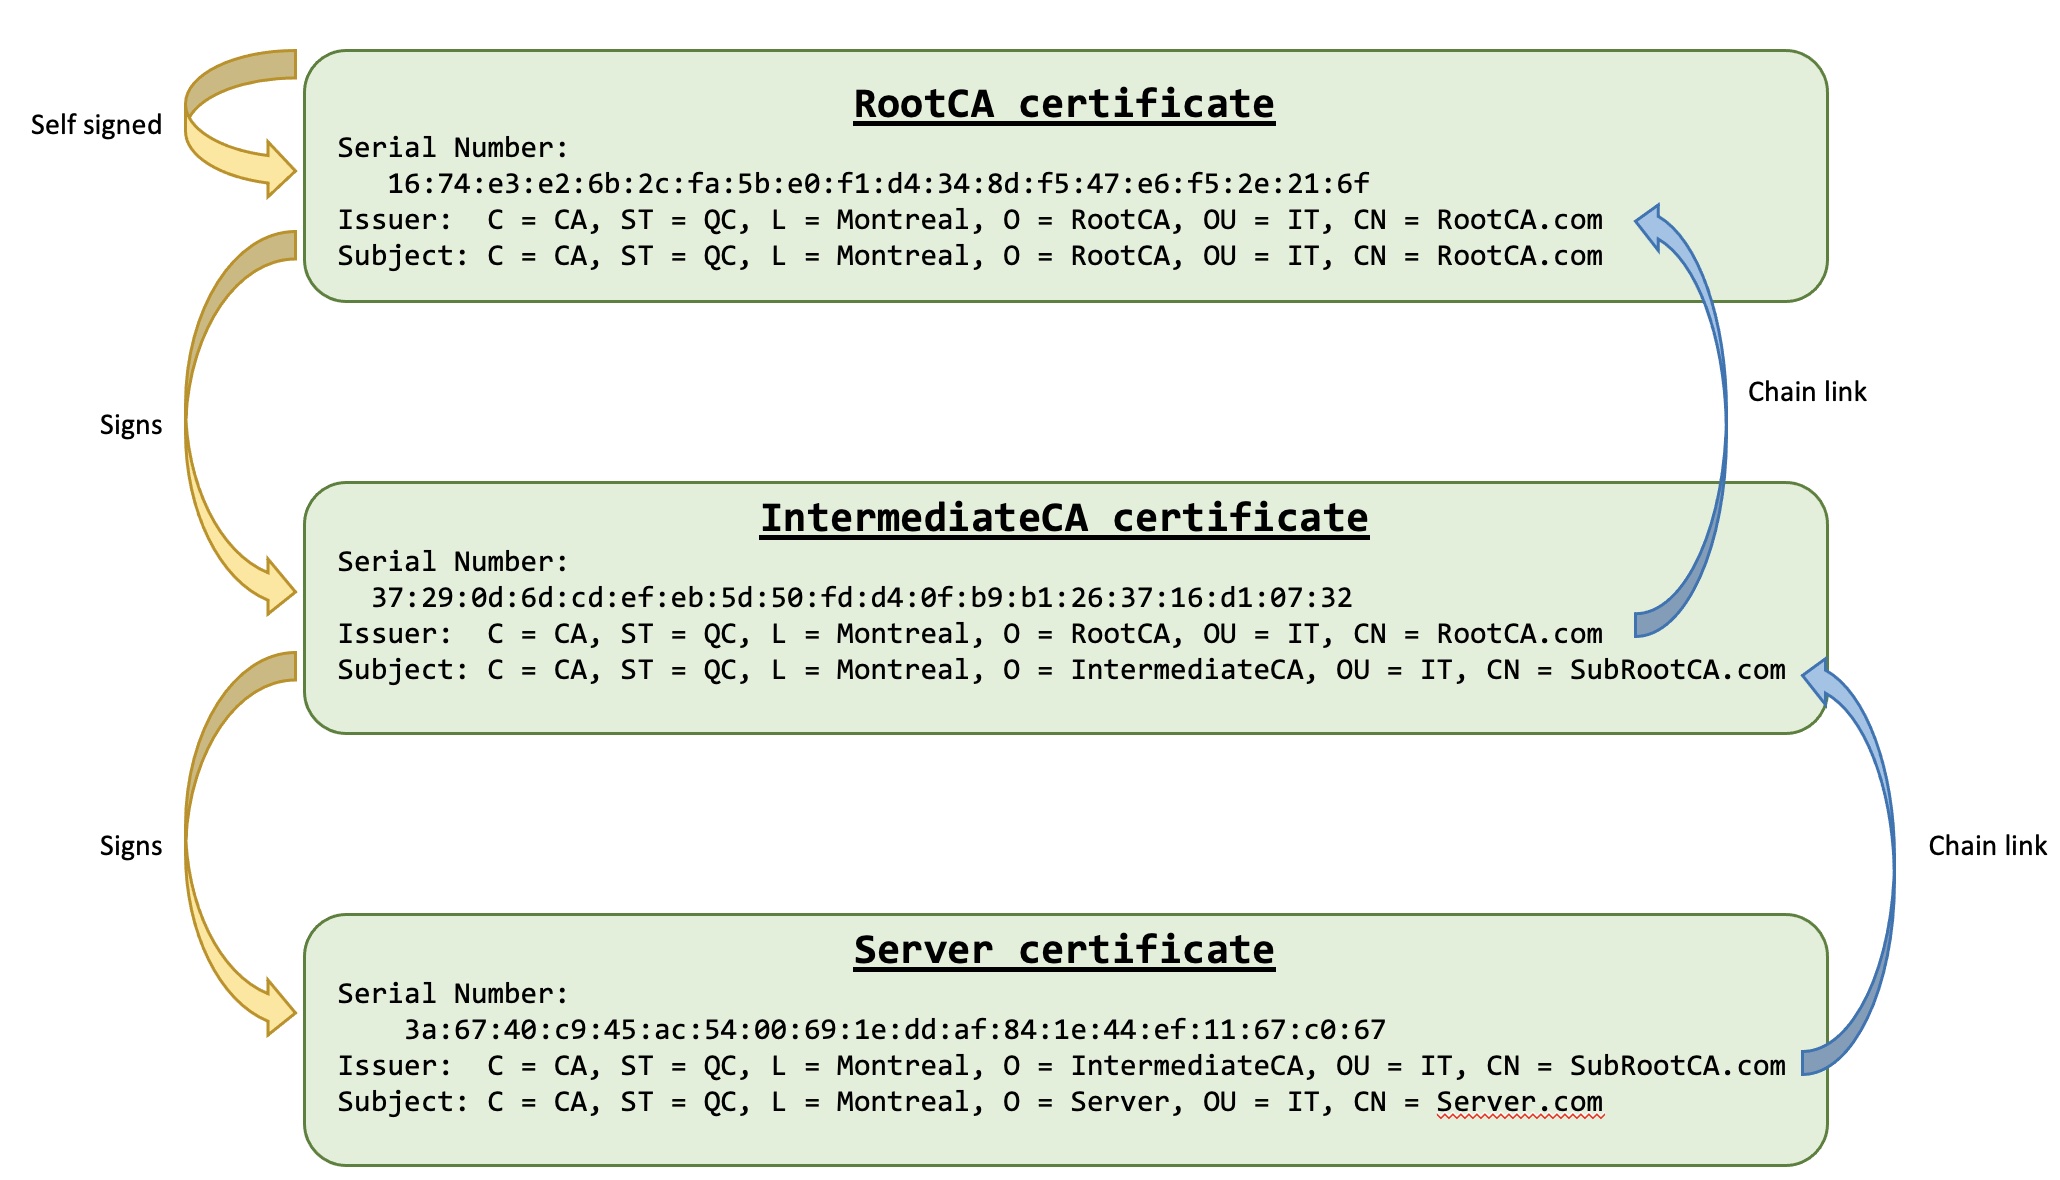 Self signed
RootCA certificate
Serial Number:
16:74:e3:e2:6b:2c:fa:5b:e0:f1:d4:34:8d:f5:47:e6:f5:2e:21:6f
Issuer:  C = CA, ST = QC, L = Montreal, O = RootCA, OU = IT, CN = RootCA.com
Subject: C = CA, ST = QC, L = Montreal, O = RootCA, OU = IT, CN = RootCA.com
Signs
Chain link
IntermediateCA certificate
Serial Number:
37:29:0d:6d:cd:ef:eb:5d:50:fd:d4:0f:b9:b1:26:37:16:d1:07:32
Issuer:  C = CA, ST = QC, L = Montreal, O = RootCA, OU = IT, CN = RootCA.com
Subject: C = CA, ST = QC, L = Montreal, O = IntermediateCA, OU = IT, CN = SubRootCA.com
Signs
Chain link
Server certificate
Serial Number:
3a:67:40:c9:45:ac:54:00:69:1e:dd:af:84:1e:44:ef:11:67:c0:67
Issuer:  C = CA, ST = QC, L = Montreal, O = IntermediateCA, OU = IT, CN = SubRootCA.com
Subject: C = CA, ST = QC, L = Montreal, O = Server, OU = IT, CN = Server.com